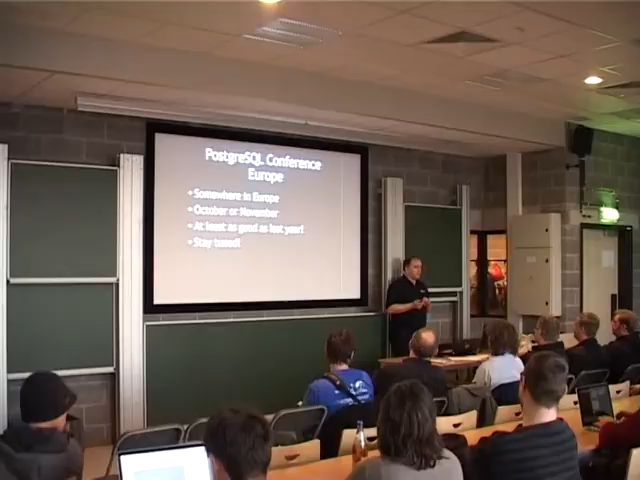 PostgreSQL Conference
Europe
• Somewhere in Europe
• October or November
• At least as good as last year!
• Stay tuned!